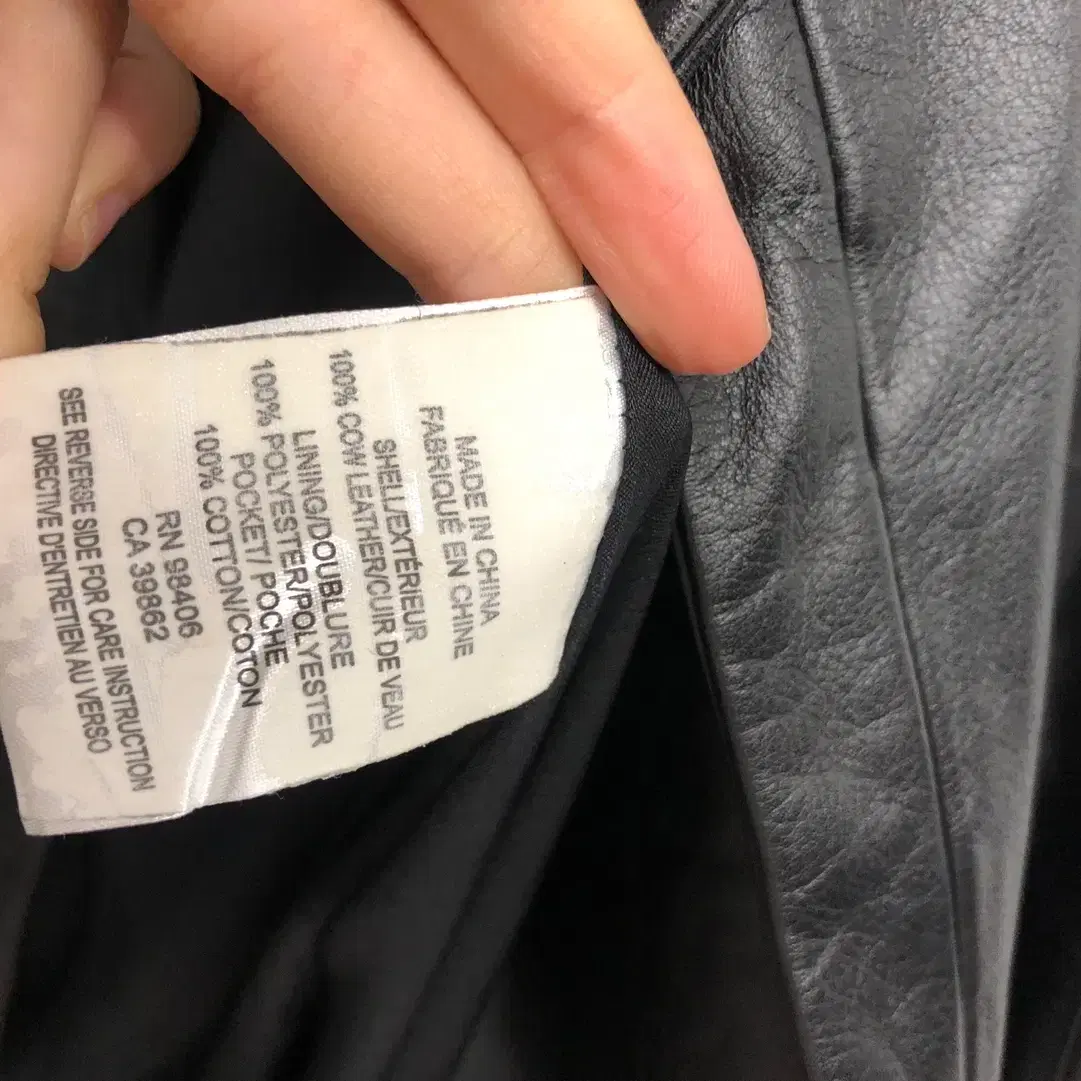 MADE IN CHINA
FABRIQUÉ EN CHINE
SHELL/EXTÉRIEUR
100% COW LEATHER/CUIR DE VEAU
LINING/DOUBLURE
100% POLYESTER/POLYESTER
POCKET/ POCHE
100% COTTON/COTON
RN 98406
CA 39862
SEE REVERSE SIDE FOR CARE INSTRUCTION
DIRECTIVE D'ENTRETIEN AU VERSO